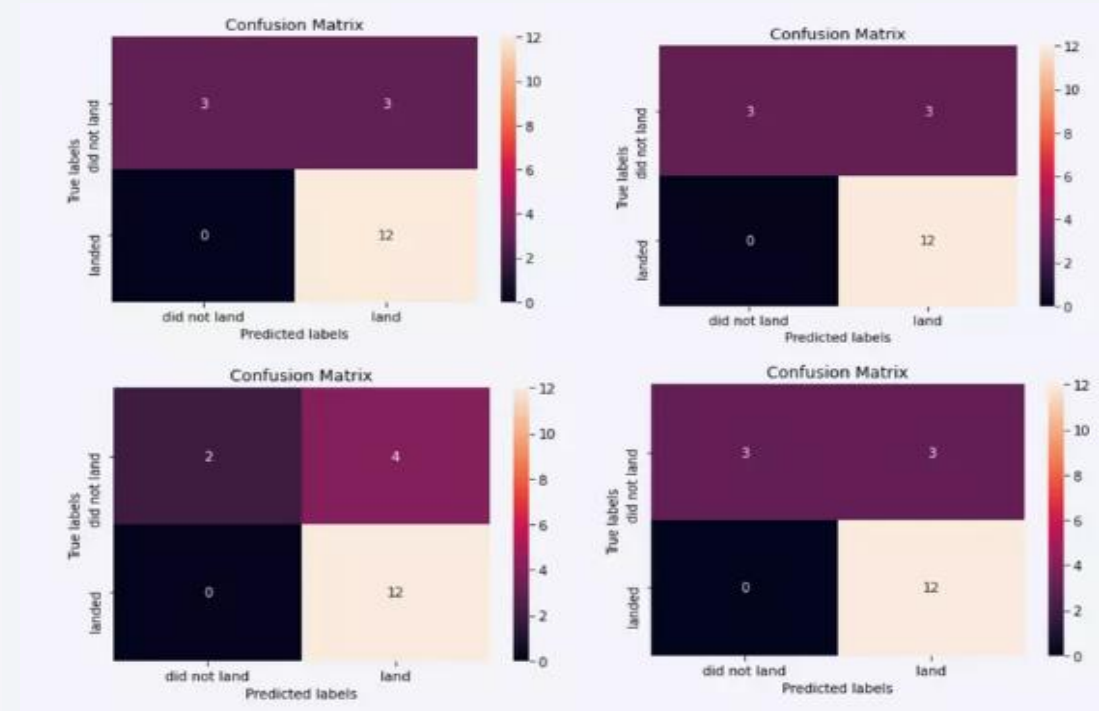 Confusion Matrix
True labels
did not land
landed
3 3
0 12
12
10
8
6
4
2
0
did not land land
Predicted labels
Confusion Matrix
True labels
did not land
landed
3 3
0 12
12
10
8
6
4
2
0
did not land land
Predicted labels
Confusion Matrix
True labels
did not land
landed
2 4
0 12
12
10
8
6
4
2
0
did not land land
Predicted labels
Confusion Matrix
True labels
did not land
landed
3 3
0 12
12
10
8
6
4
2
0
did not land land
Predicted labels